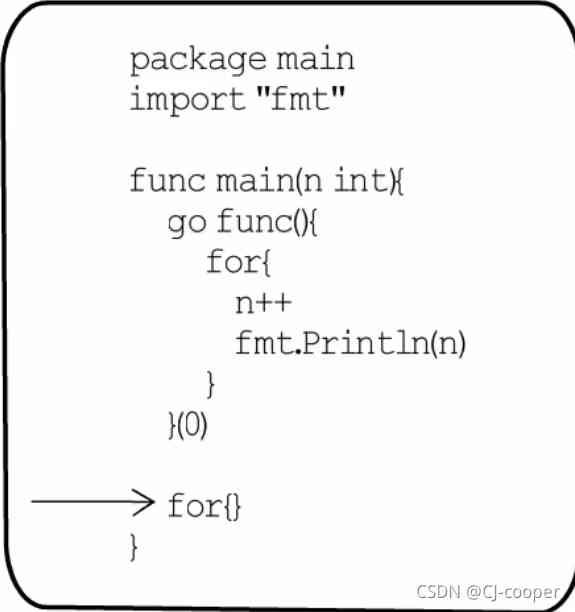 package main
import "fmt"
func main(n int){
go func(){
for{
n++
fmt.Println(n)
}
}(0)
for{}
}
CSDN @CJ-cooper